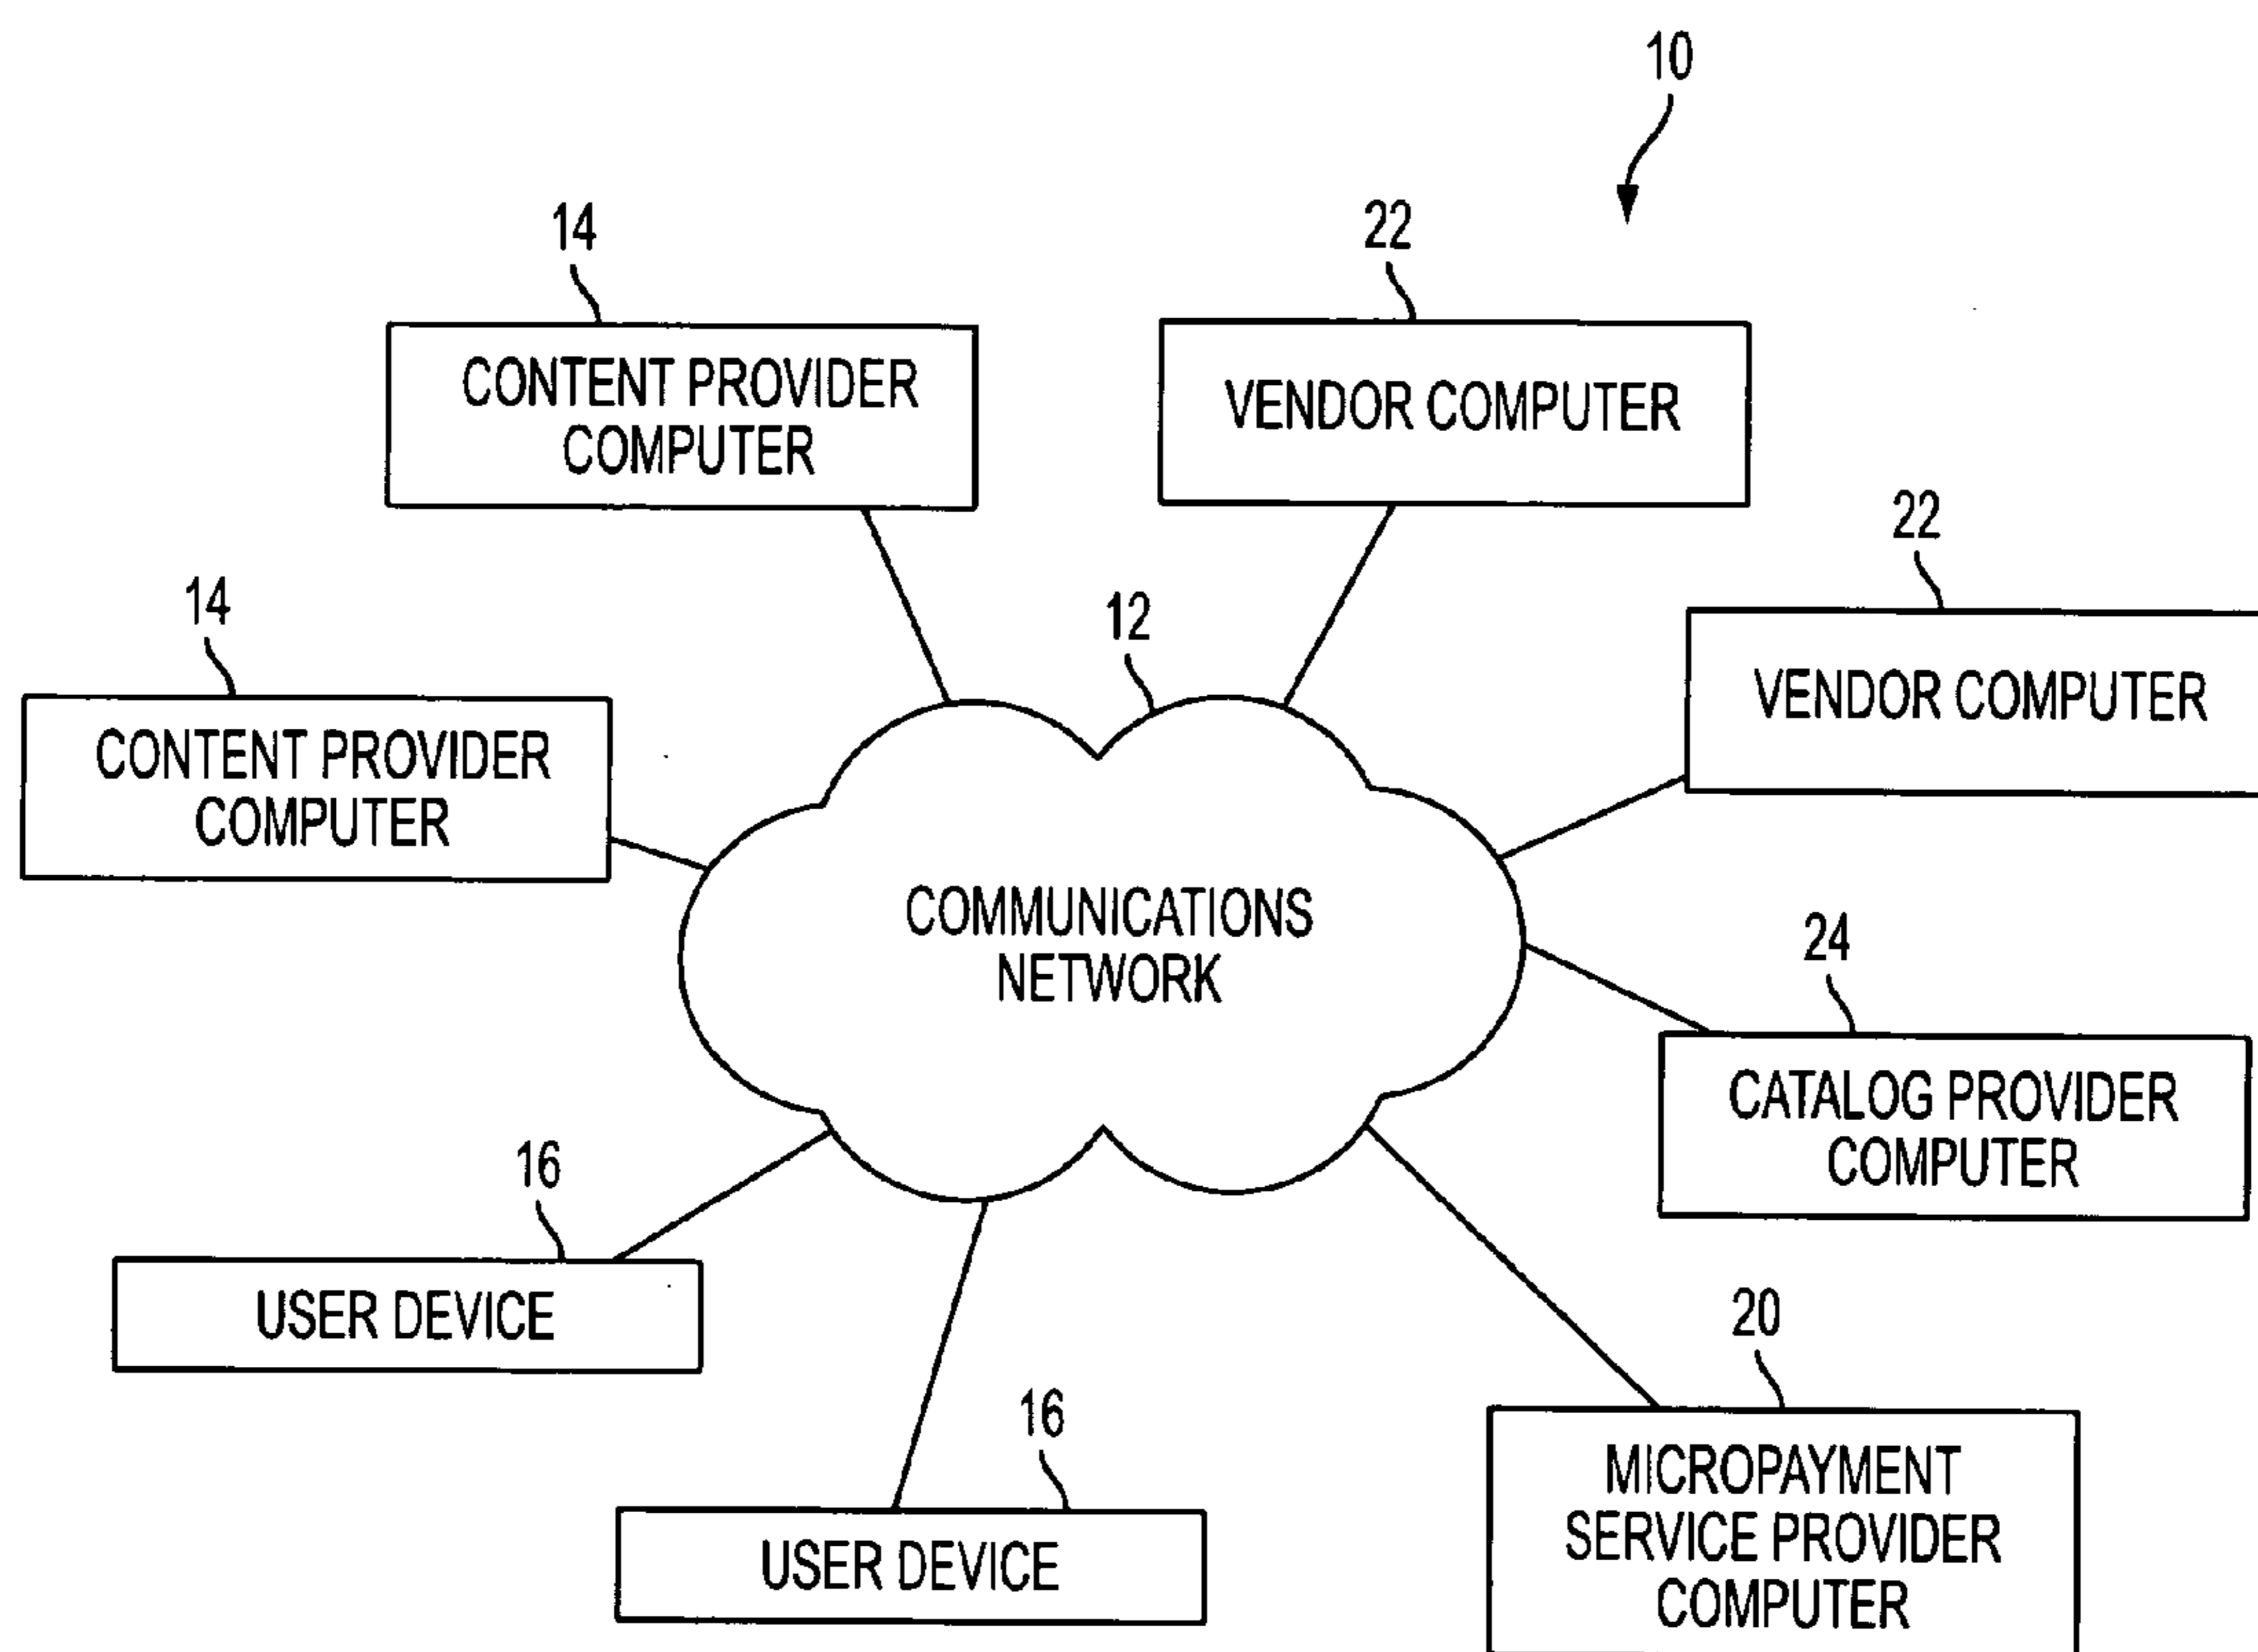 10
14
22
CONTENT PROVIDER
COMPUTER
VENDOR COMPUTER
22
14
12
VENDOR COMPUTER
CONTENT PROVIDER
COMPUTER
COMMUNICATIONS
NETWORK
24
CATALOG PROVIDER
COMPUTER
16
USER DEVICE
20
16
MICROPAYMENT
SERVICE PROVIDER
COMPUTER
USER DEVICE